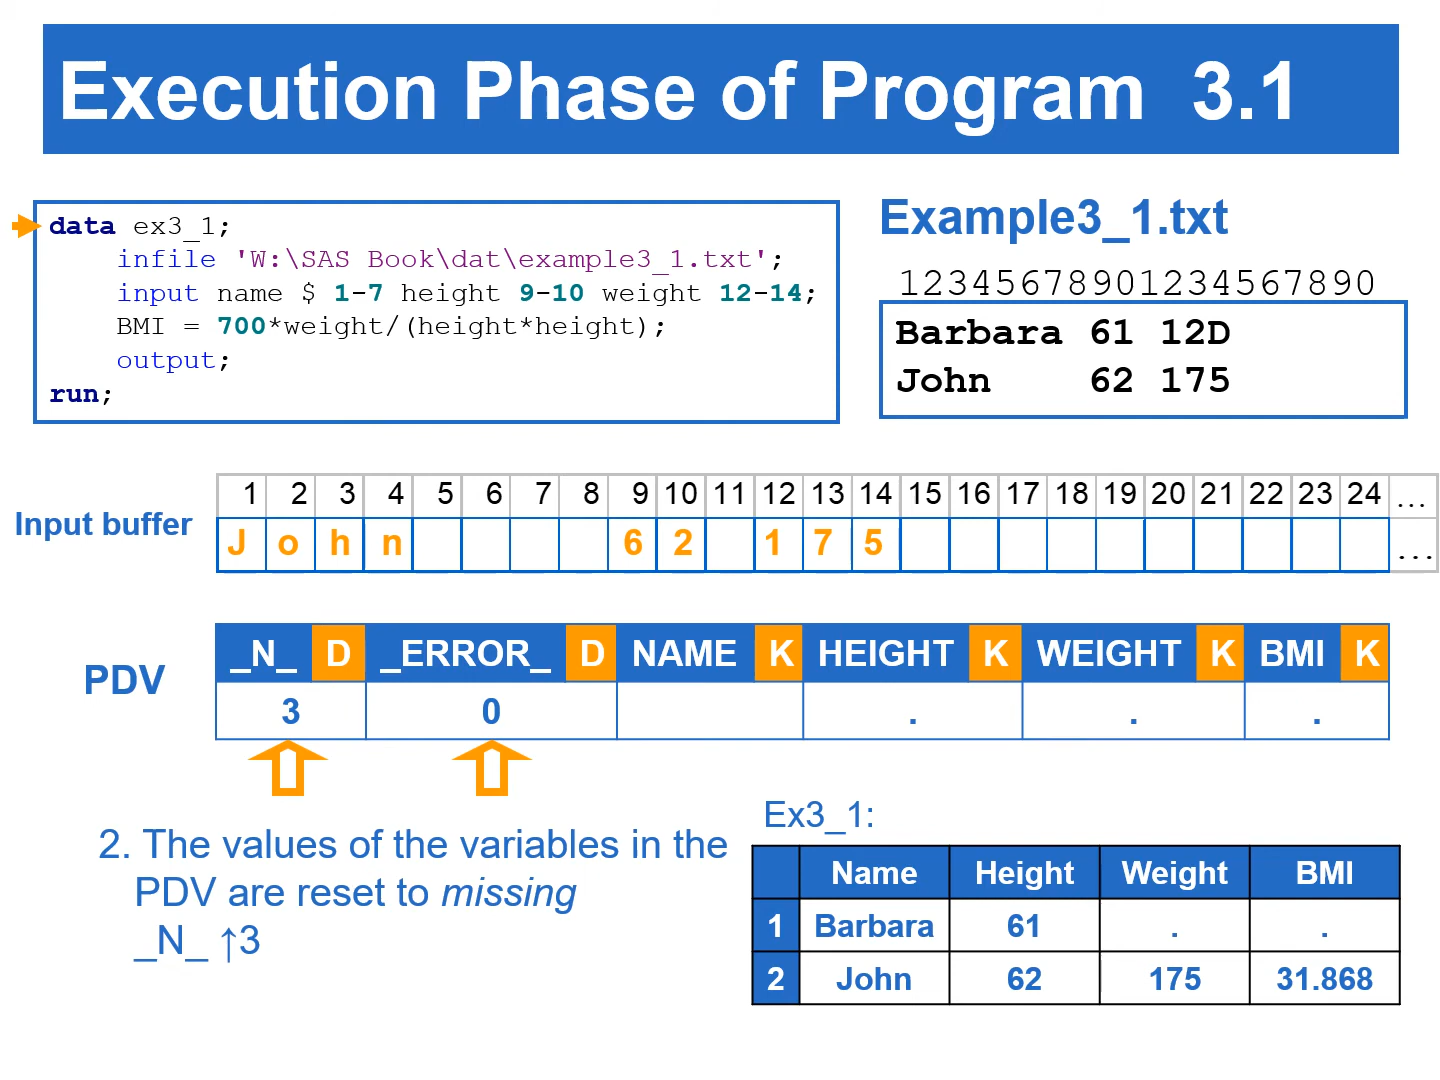 Execution Phase of Program 3.1
data ex3_1;
infile 'W:\SAS Book\dat\example3_1.txt';
input name $ 1-7 height 9-10 weight 12-14;
BMI = 700*weight/(height*height);
output;
run;
Example3_1.txt
12345678901234567890
Barbara 61 12D
John    62 175
Input buffer
1 2 3 4 5 6 7 8 9 10 11 12 13 14 15 16 17 18 19 20 21 22 23 24 ...
J o h n 6 2 1 7 5 ...
PDV
_N_ D _ERROR_ D NAME K HEIGHT K WEIGHT K BMI K
3 0 . . .
2. The values of the variables in the
PDV are reset to missing
_N_ ↑3
Ex3_1:
Name Height Weight BMI
1 Barbara 61 . .
2 John 62 175 31.868